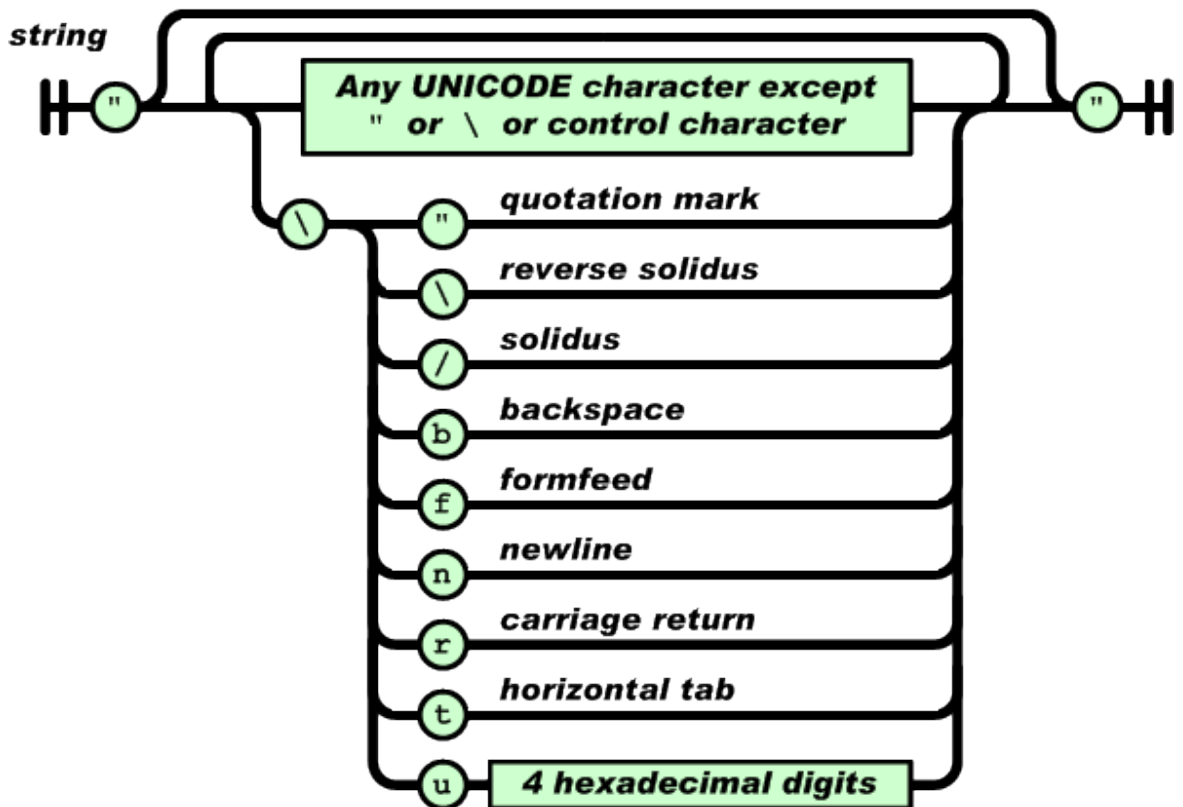 string
"
Any UNICODE character except
" or \ or control character
"
\
" quotation mark
\ reverse solidus
/ solidus
b backspace
f formfeed
n newline
r carriage return
t horizontal tab
u 4 hexadecimal digits